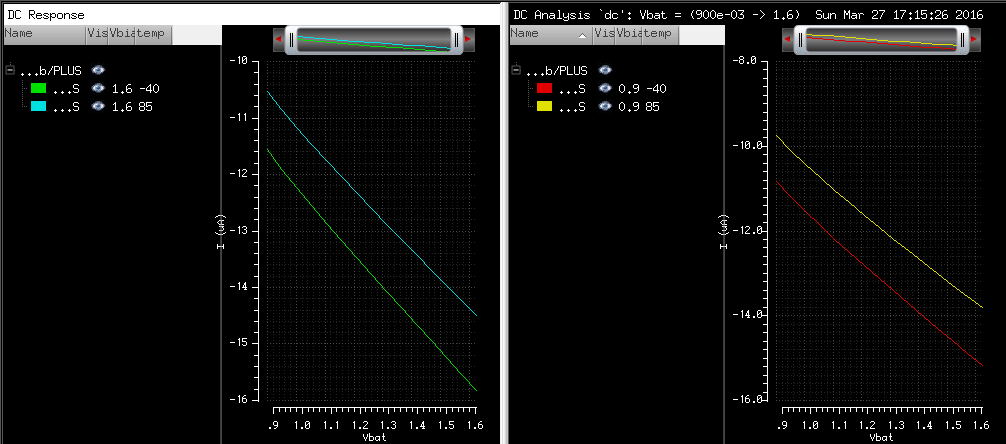 DC Response
Name Vis Vbia temp
...b/PLUS
...S 1.6 -40
...S 1.6 85
-10
-11
-12
-13
-14
-15
-16
I (uA)
.9 1.0 1.1 1.2 1.3 1.4 1.5 1.6
Vbat
DC Analysis `dc': Vbat = (900e-03 -> 1.6) Sun Mar 27 17:15:26 2016
Name Vis Vbia temp
...b/PLUS
...S 0.9 -40
...S 0.9 85
-8.0
-10.0
-12.0
-14.0
-16.0
I (uA)
.9 1.0 1.1 1.2 1.3 1.4 1.5 1.6
Vbat